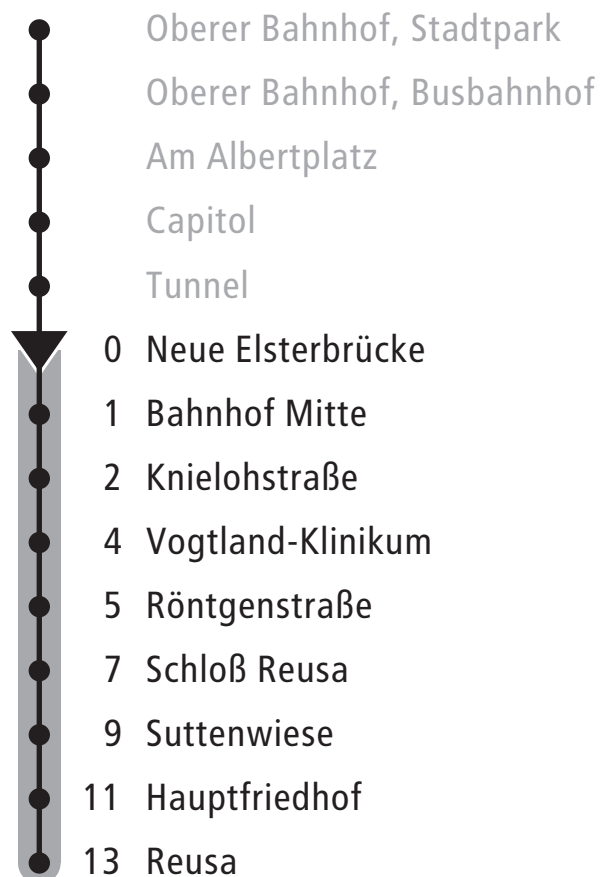 Oberer Bahnhof, Stadtpark
Oberer Bahnhof, Busbahnhof
Am Albertplatz
Capitol
Tunnel
0 Neue Elsterbrücke
1 Bahnhof Mitte
2 Knielohstraße
4 Vogtland-Klinikum
5 Röntgenstraße
7 Schloß Reusa
9 Suttenwiese
11 Hauptfriedhof
13 Reusa